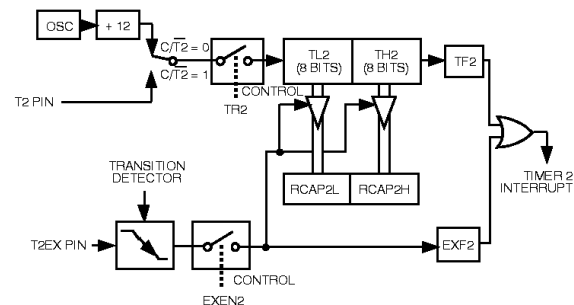 OSC
+ 12
C/T2 = 0
C/T2 = 1
T2 PIN
CONTROL
TR2
TL2
(8 BITS)
TH2
(8 BITS)
TF2
RCAP2L
RCAP2H
TIMER 2
INTERRUPT
TRANSITION
DETECTOR
T2EX PIN
CONTROL
EXEN2
EXF2